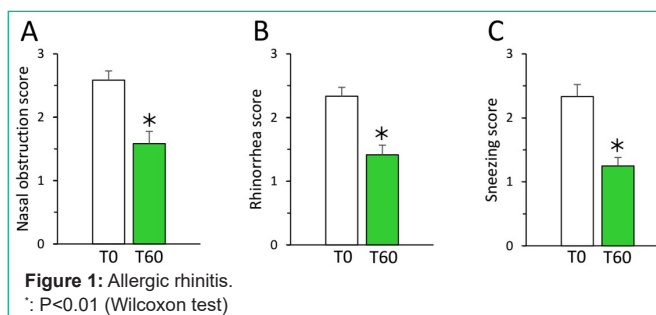 A
B
C
Nasal obstruction score
3
2
1
0
*
T0 T60
Rhinorrhea score
3
2
1
0
*
T0 T60
Sneezing score
3
2
1
0
*
T0 T60
Figure 1: Allergic rhinitis.
*: P<0.01 (Wilcoxon test)